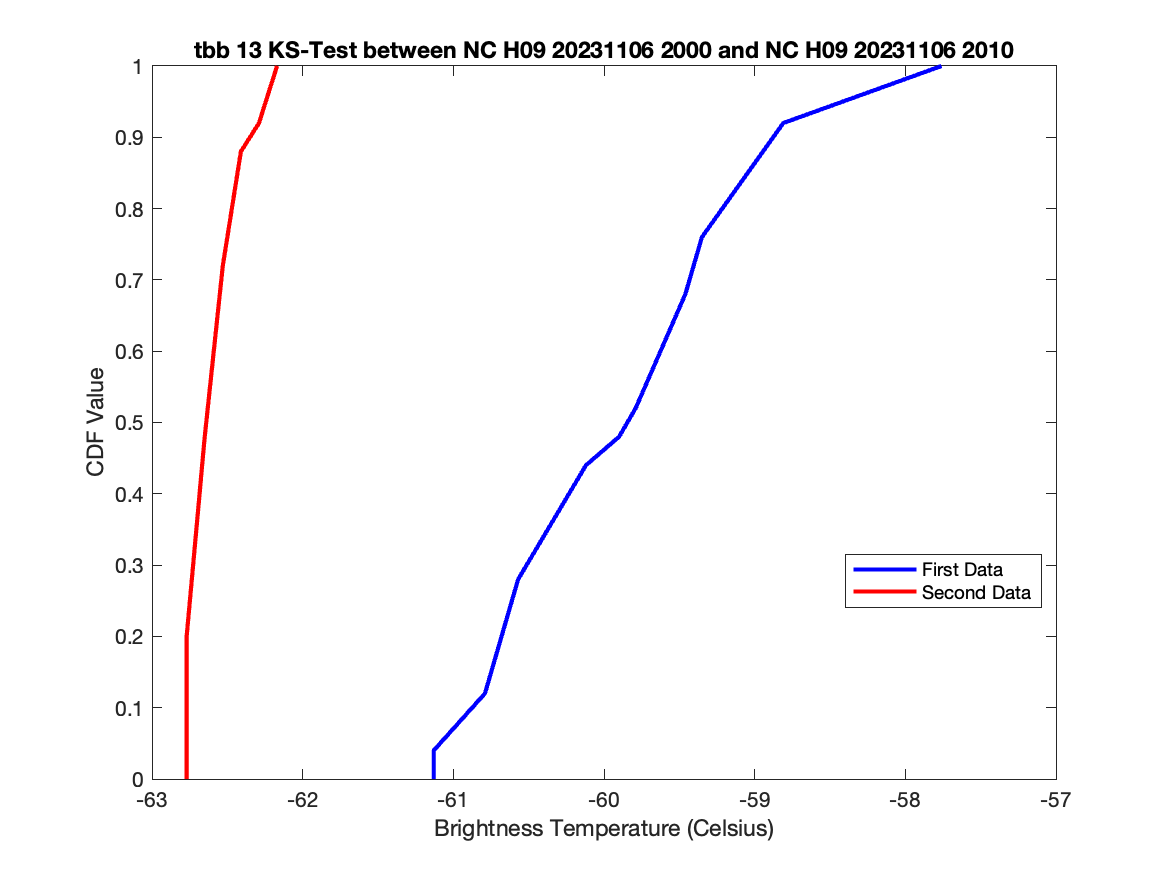 tbb 13 KS-Test between NC H09 20231106 2000 and NC H09 20231106 2010
1
0.9
0.8
0.7
0.6
0.5
0.4
0.3
0.2
0.1
0
CDF Value
First Data
Second Data
-63 -62 -61 -60 -59 -58 -57
Brightness Temperature (Celsius)